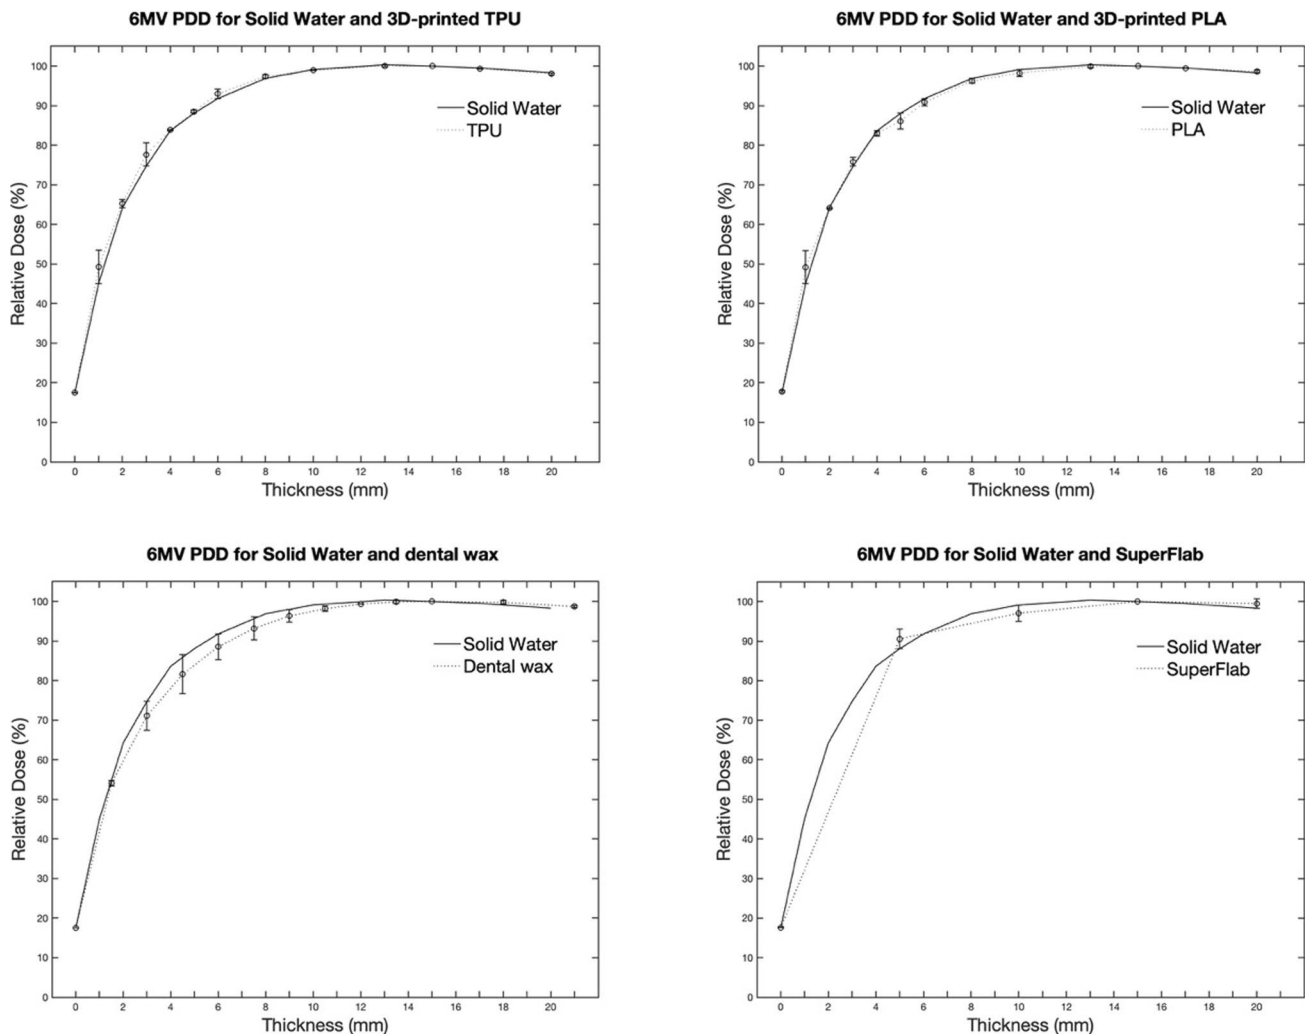 6MV PDD for Solid Water and 3D-printed TPU
Relative Dose (%)
100
90
80
70
60
50
40
30
20
10
0
Solid Water
TPU
0 2 4 6 8 10 12 14 16 18 20
Thickness (mm)
6MV PDD for Solid Water and 3D-printed PLA
Relative Dose (%)
100
90
80
70
60
50
40
30
20
10
0
Solid Water
PLA
0 2 4 6 8 10 12 14 16 18 20
Thickness (mm)
6MV PDD for Solid Water and dental wax
Relative Dose (%)
100
90
80
70
60
50
40
30
20
10
0
Solid Water
Dental wax
0 2 4 6 8 10 12 14 16 18 20
Thickness (mm)
6MV PDD for Solid Water and SuperFlab
Relative Dose (%)
100
90
80
70
60
50
40
30
20
10
0
Solid Water
SuperFlab
0 2 4 6 8 10 12 14 16 18 20
Thickness (mm)